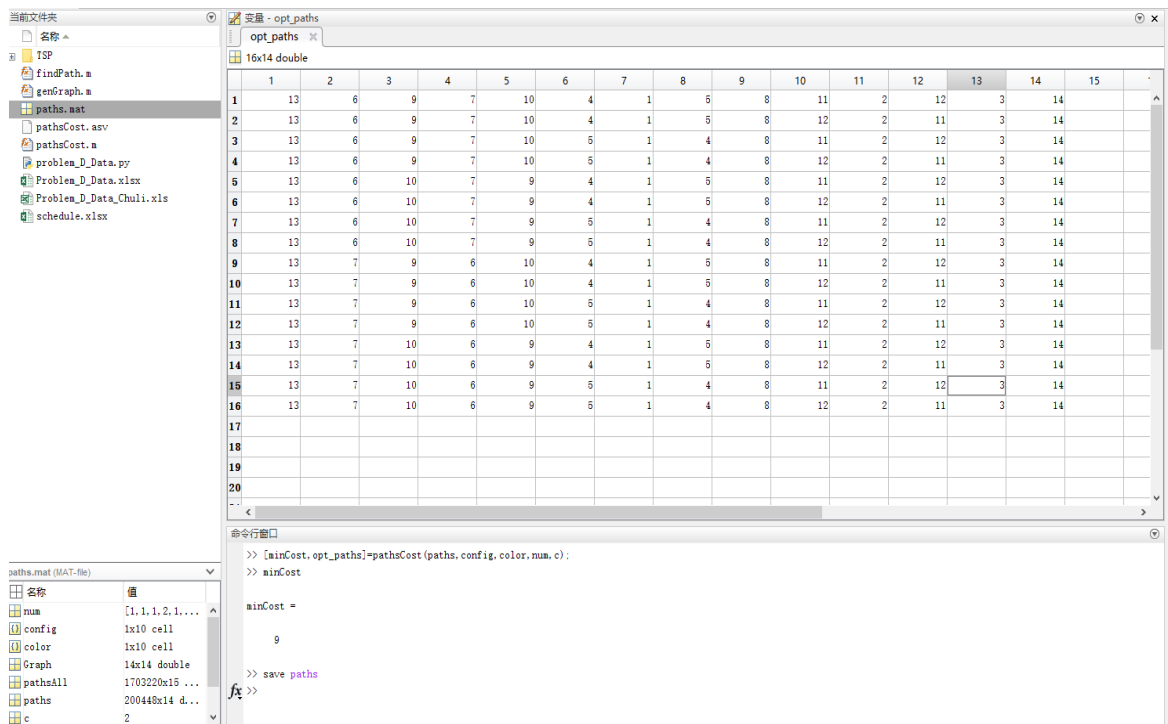 当前文件夹
名称
TSP
findPath.m
genGraph.m
paths.mat
pathsCost.asv
pathsCost.m
problem_D_Data.py
Problem_D_Data.xlsx
Problem_D_Data_Chuli.xls
schedule.xlsx
paths.mat (MAT-file)
名称 值
num [1,1,1,2,1,...
config 1x10 cell
color 1x10 cell
Graph 14x14 double
pathsAll 1703220x15 ...
paths 200448x14 d...
c 2
变量 - opt_paths
opt_paths
16x14 double
1 2 3 4 5 6 7 8 9 10 11 12 13 14 15
1 13 6 9 7 10 4 1 5 8 11 2 12 3 14
2 13 6 9 7 10 4 1 5 8 12 2 11 3 14
3 13 6 9 7 10 5 1 4 8 11 2 12 3 14
4 13 6 9 7 10 5 1 4 8 12 2 11 3 14
5 13 6 10 7 9 4 1 5 8 11 2 12 3 14
6 13 6 10 7 9 4 1 5 8 12 2 11 3 14
7 13 6 10 7 9 5 1 4 8 11 2 12 3 14
8 13 6 10 7 9 5 1 4 8 12 2 11 3 14
9 13 7 9 6 10 4 1 5 8 11 2 12 3 14
10 13 7 9 6 10 4 1 5 8 12 2 11 3 14
11 13 7 9 6 10 5 1 4 8 11 2 12 3 14
12 13 7 9 6 10 5 1 4 8 12 2 11 3 14
13 13 7 10 6 9 4 1 5 8 11 2 12 3 14
14 13 7 10 6 9 4 1 5 8 12 2 11 3 14
15 13 7 10 6 9 5 1 4 8 11 2 12 3 14
16 13 7 10 6 9 5 1 4 8 12 2 11 3 14
17
18
19
20
命令行窗口
>> [minCost,opt_paths]=pathsCost(paths,config,color,num,c);
>> minCost
minCost =
9
>> save paths
fx >>